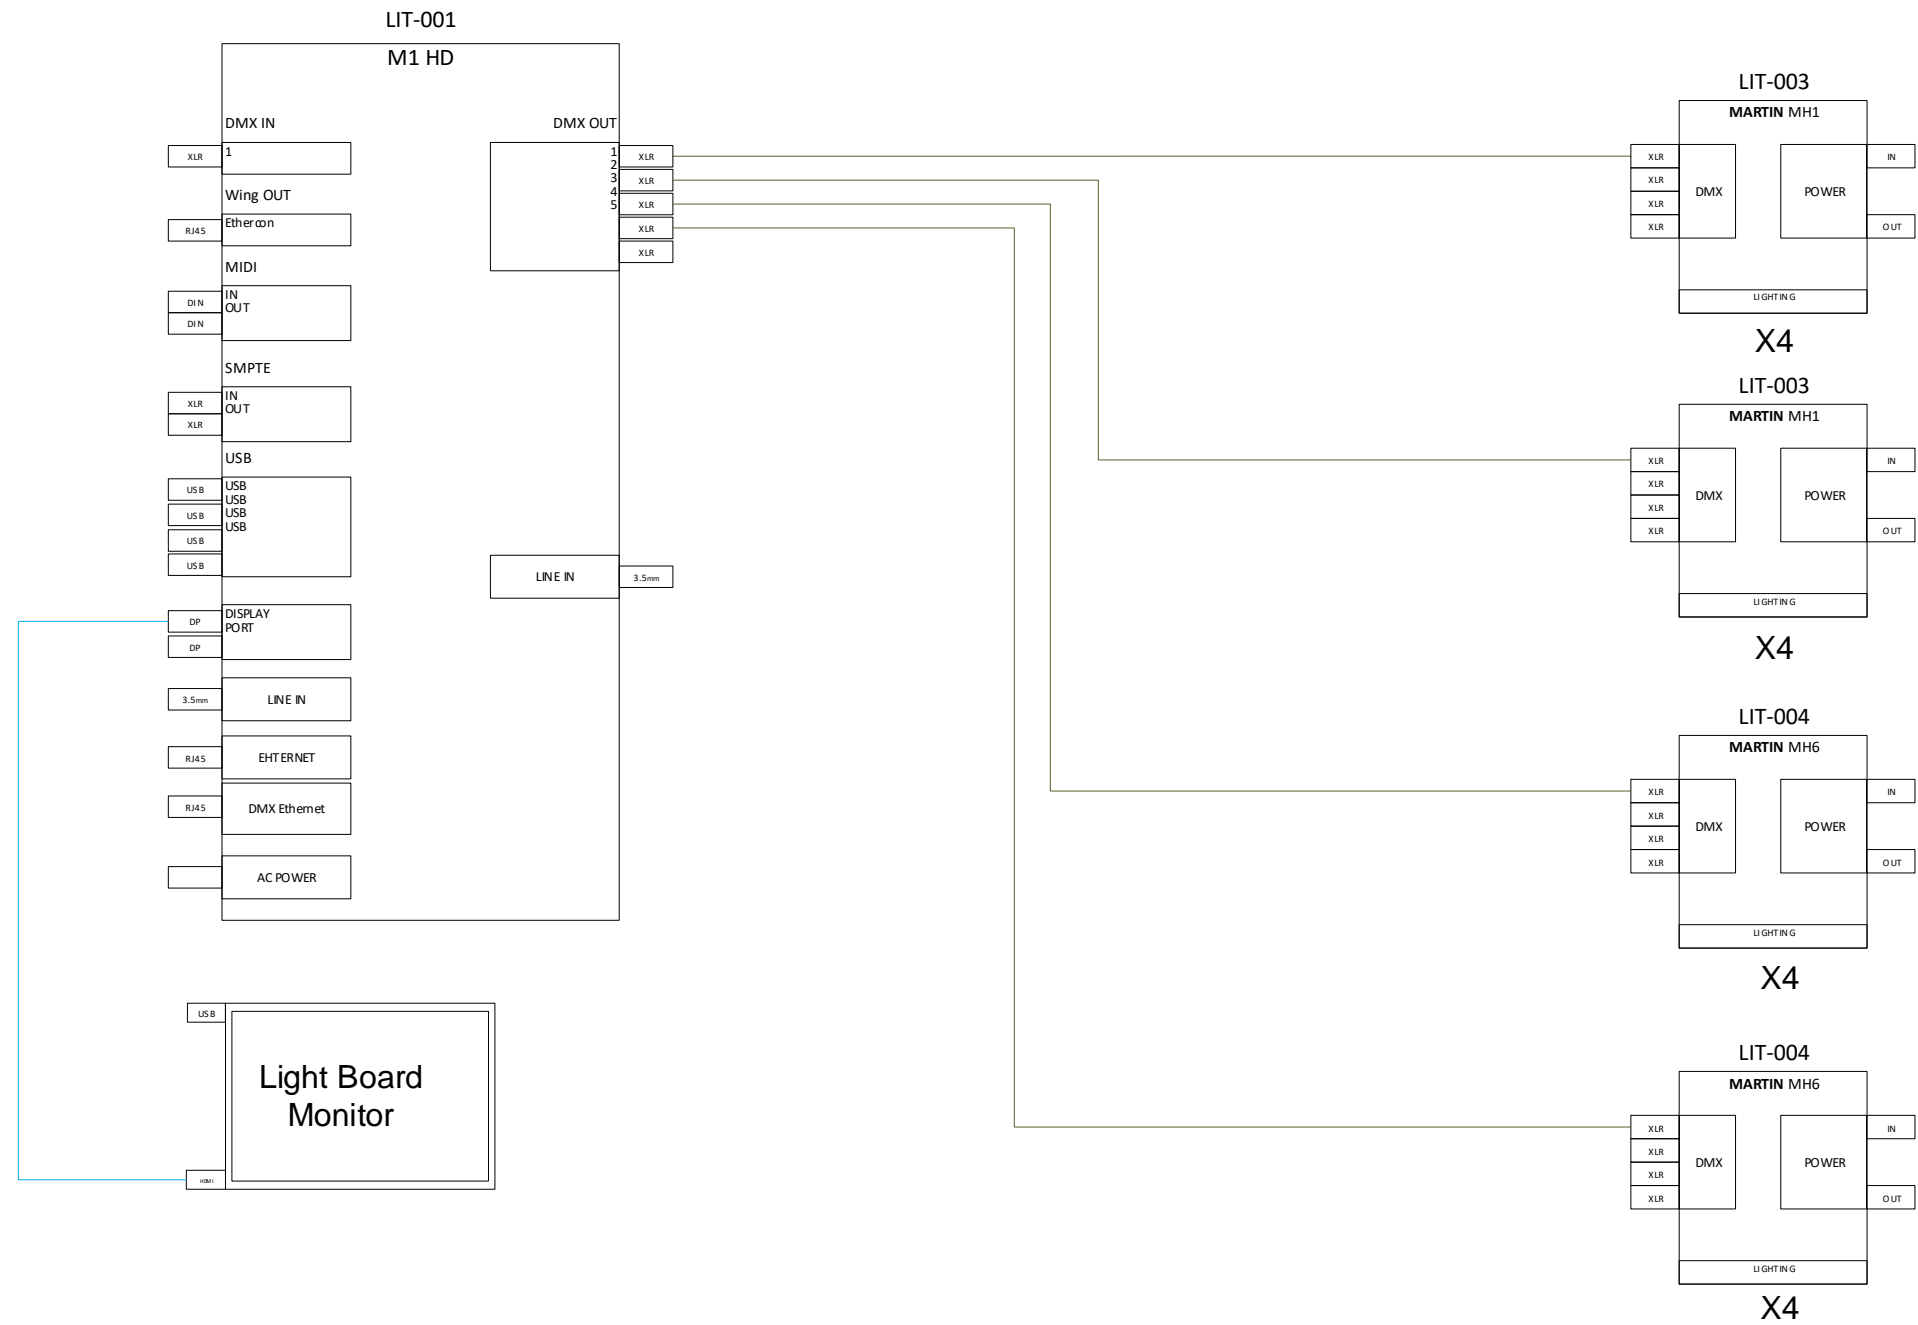 LIT-001
M1 HD
DMX IN
XLR
1
Wing OUT
RJ45
Ethercon
MIDI
DIN
DIN
IN
OUT
SMPTE
XLR
XLR
IN
OUT
USB
USB
USB
USB
USB
USB
USB
USB
USB
DP
DP
DISPLAY
PORT
3.5mm
LINE IN
RJ45
EHTERNET
RJ45
DMX Ethernet
AC POWER
DMX OUT
1
2
3
4
5
XLR
XLR
XLR
XLR
XLR
LINE IN
3.5mm
USB
Light Board
Monitor
HDMI
LIT-003
MARTIN MH1
XLR
XLR
XLR
XLR
DMX
POWER
IN
OUT
LIGHTING
X4
LIT-003
MARTIN MH1
XLR
XLR
XLR
XLR
DMX
POWER
IN
OUT
LIGHTING
X4
LIT-004
MARTIN MH6
XLR
XLR
XLR
XLR
DMX
POWER
IN
OUT
LIGHTING
X4
LIT-004
MARTIN MH6
XLR
XLR
XLR
XLR
DMX
POWER
IN
OUT
LIGHTING
X4